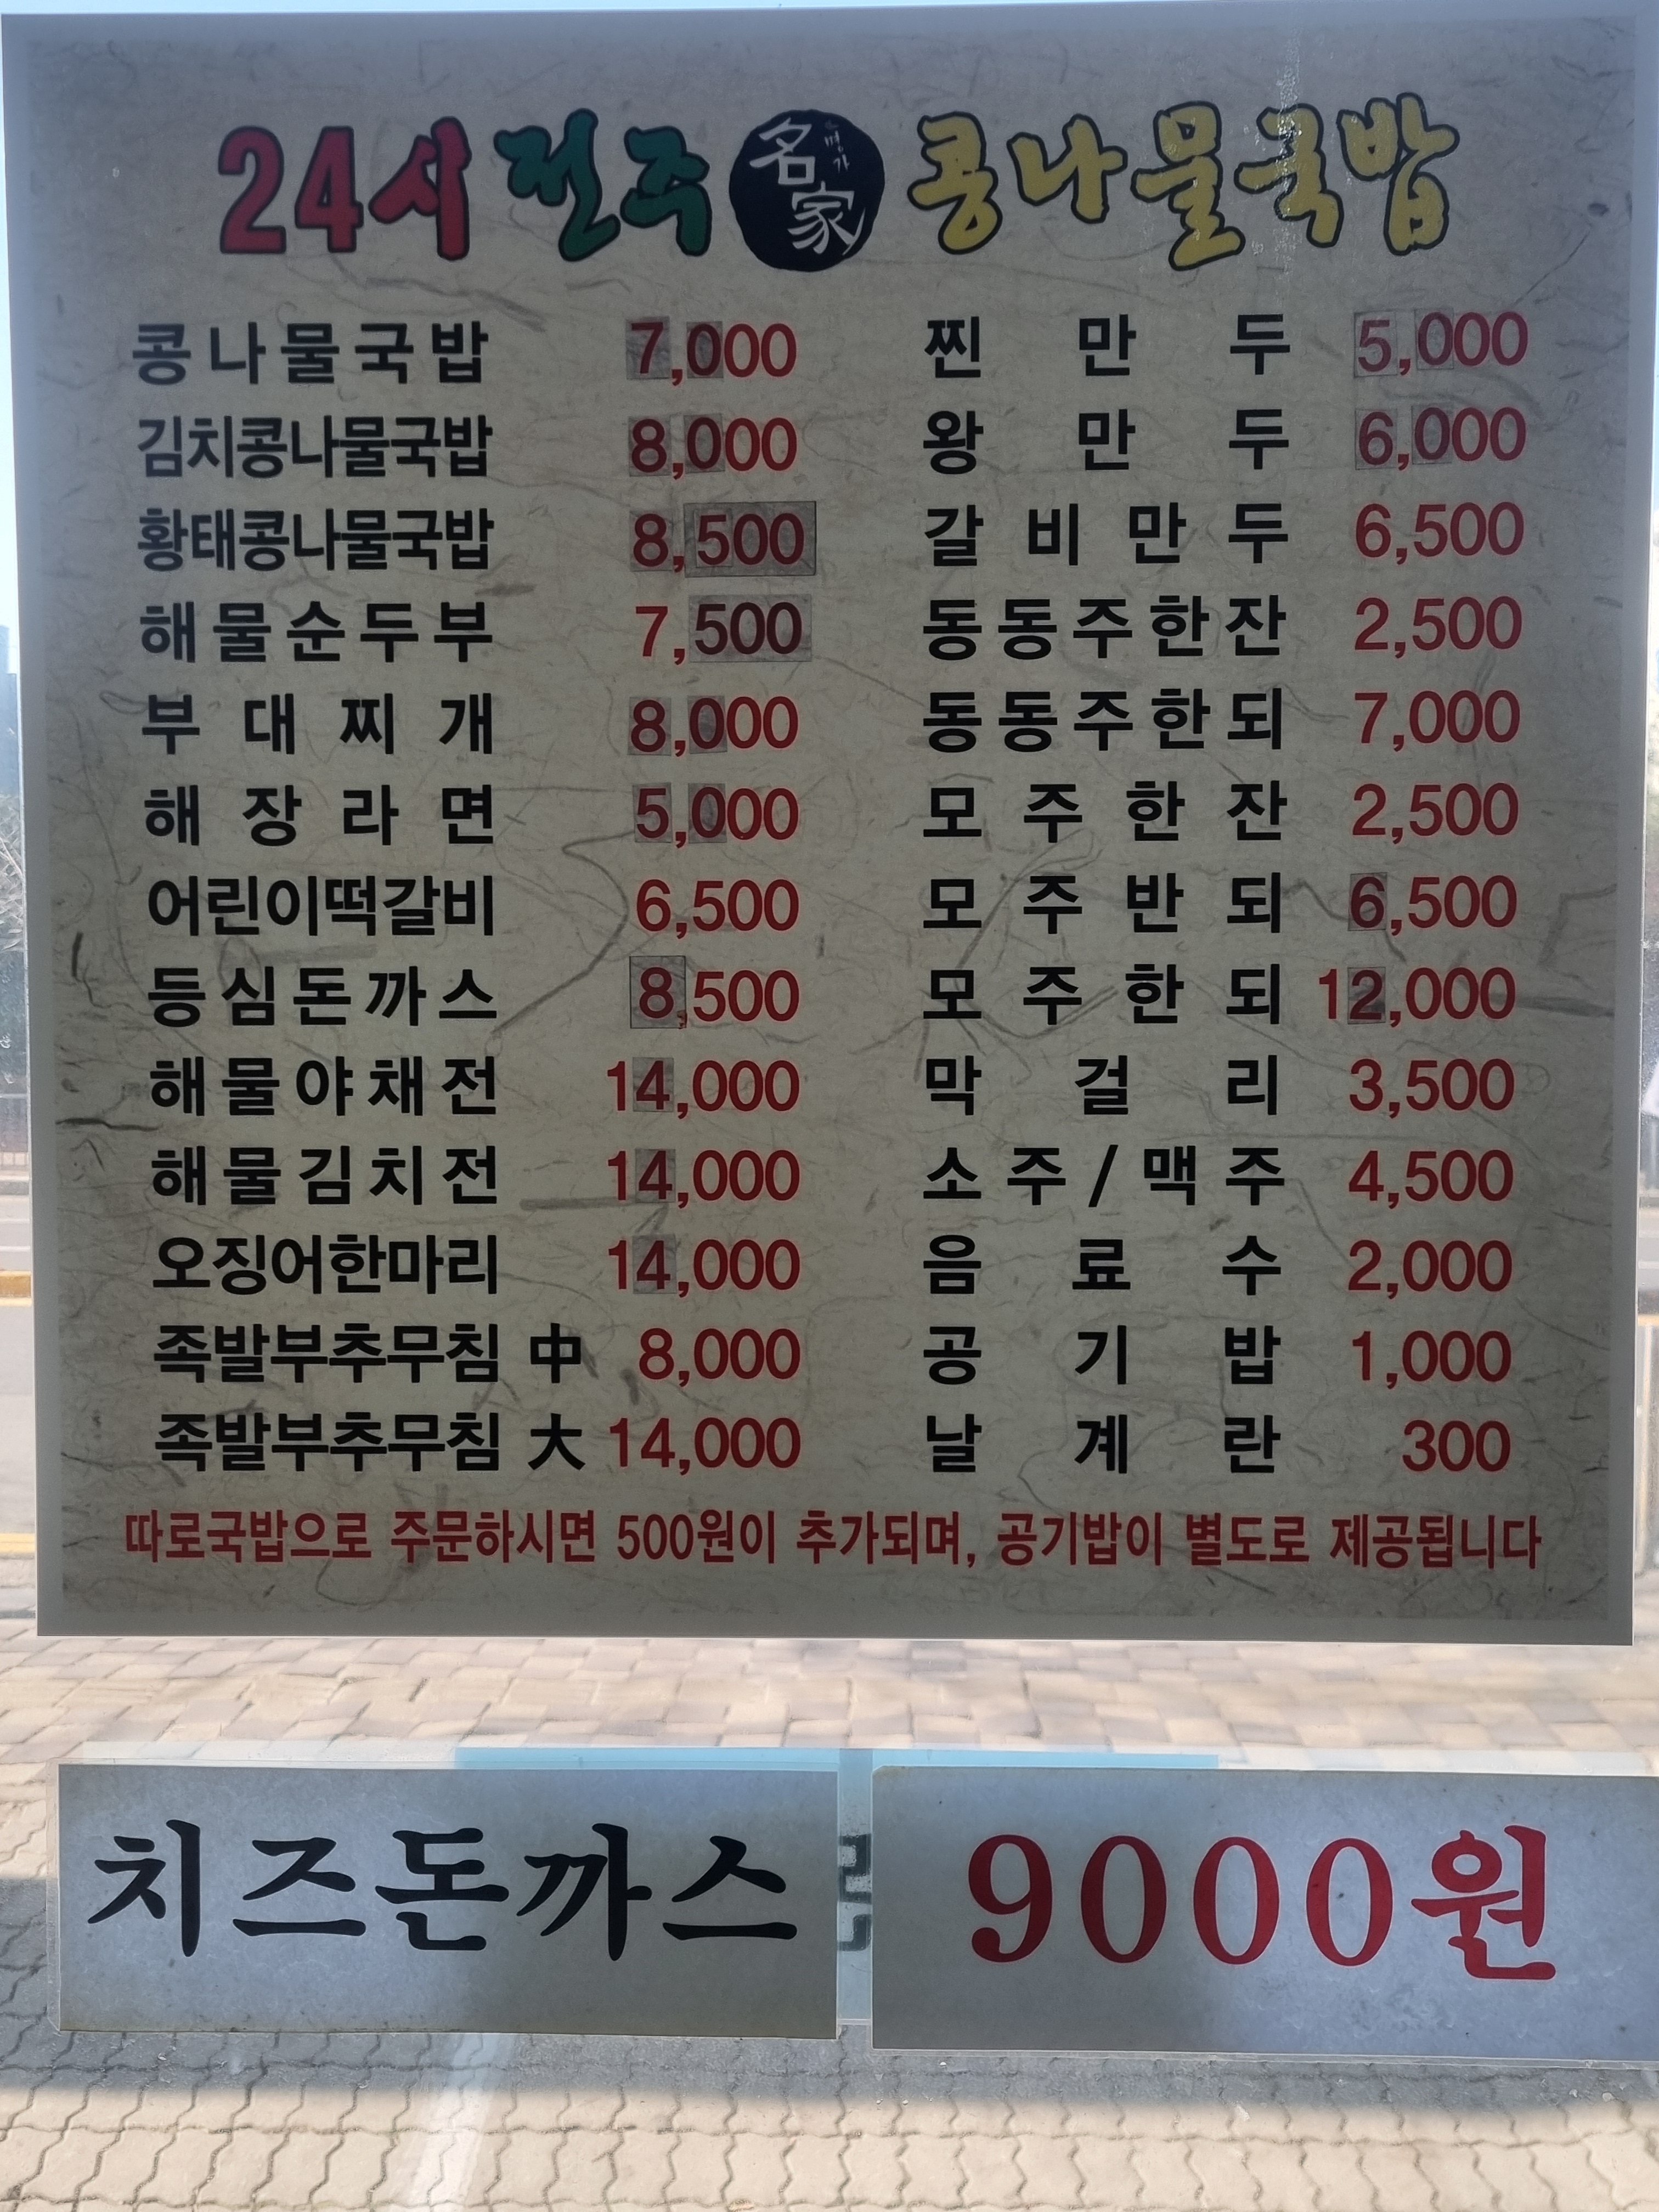 24시 전주 名家 명가 콩나물국밥
콩나물국밥 7,000
김치콩나물국밥 8,000
황태콩나물국밥 8,500
해물순두부 7,500
부대찌개 8,000
해장라면 5,000
어린이떡갈비 6,500
등심돈까스 8,500
해물야채전 14,000
해물김치전 14,000
오징어한마리 14,000
족발부추무침 中 8,000
족발부추무침 大 14,000
찐만두 5,000
왕만두 6,000
갈비만두 6,500
동동주한잔 2,500
동동주한되 7,000
모주한잔 2,500
모주반되 6,500
모주한되 12,000
막걸리 3,500
소주/맥주 4,500
음료수 2,000
공기밥 1,000
날계란 300
따로국밥으로 주문하시면 500원이 추가되며, 공기밥이 별도로 제공됩니다
치즈돈까스 9000원